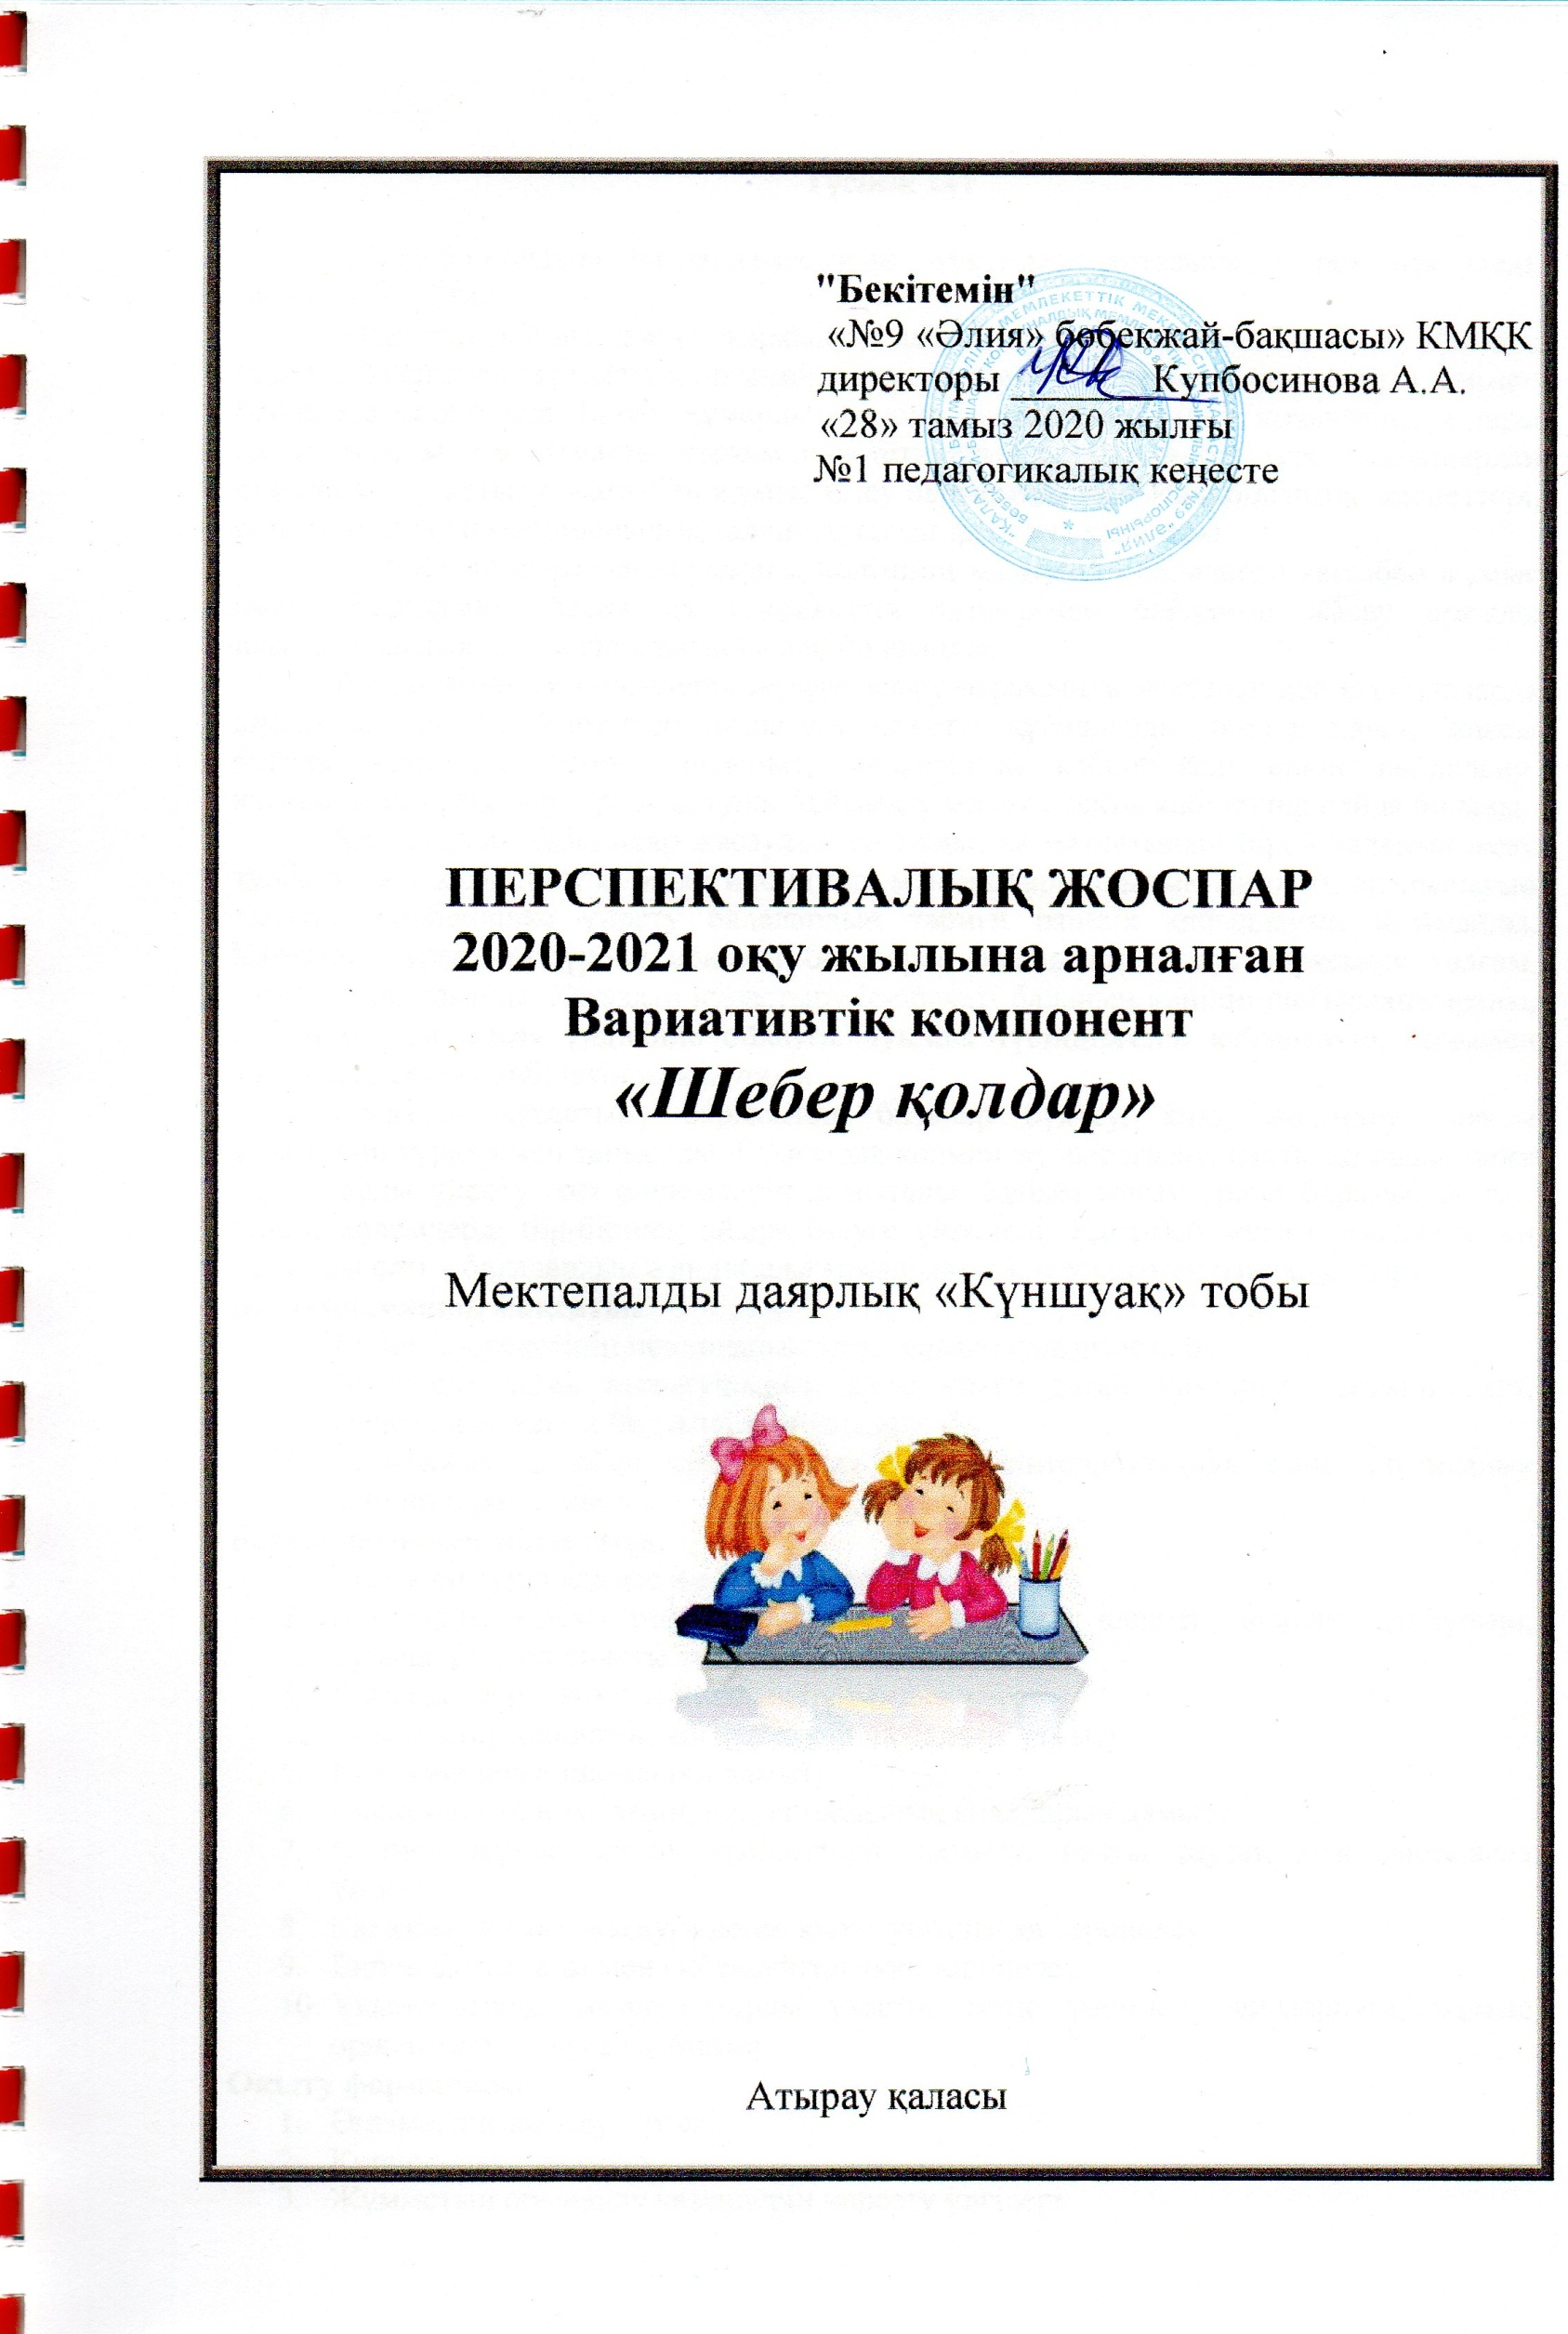 "Бекітемін"
«№9 «Әлия» бөбекжай-бақшасы» КМҚК
директоры ________ Купбосинова А.А.
«28» тамыз 2020 жылғы
№1 педагогикалық кеңесте
ПЕРСПЕКТИВАЛЫҚ ЖОСПАР
2020-2021 оқу жылына арналған
Вариативтік компонент
«Шебер қолдар»
Мектепалды даярлық «Күншуақ» тобы
Атырау қаласы